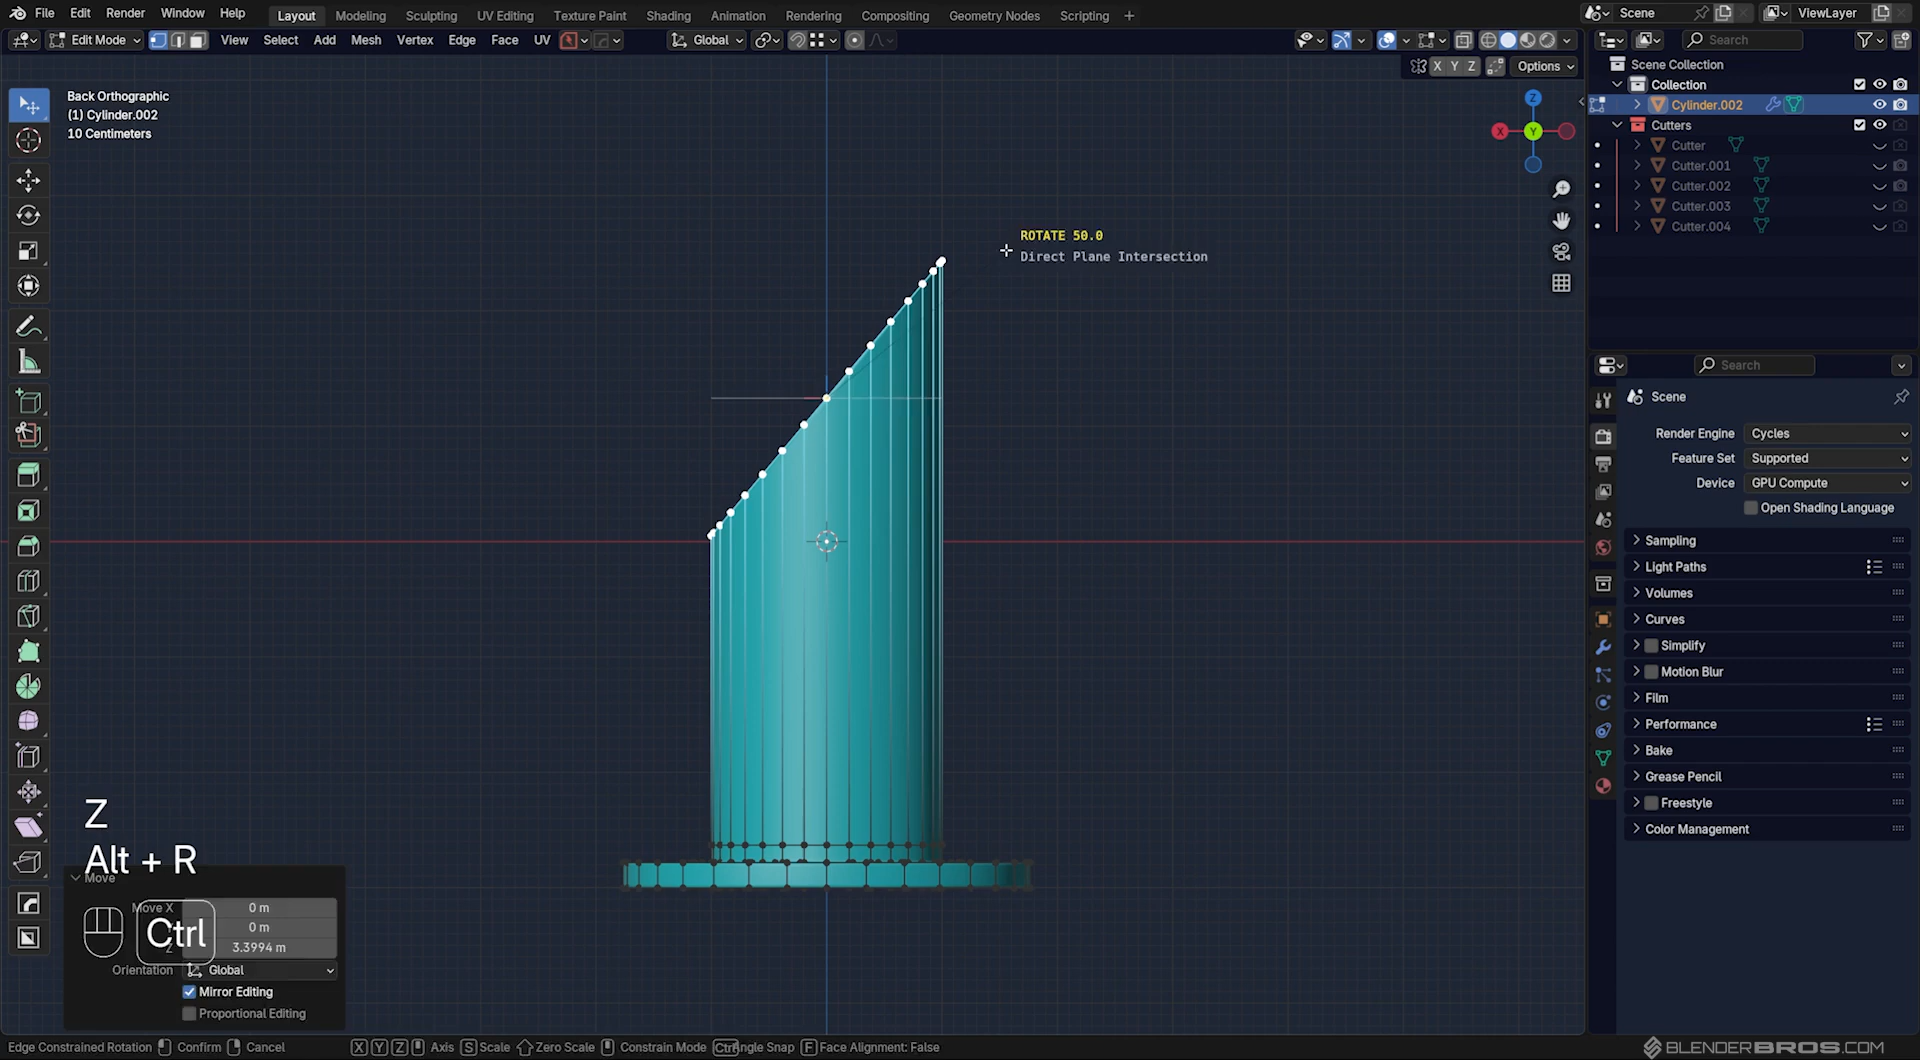 File Edit Render Window Help Layout Modeling Sculpting UV Editing Texture Paint Shading Animation Rendering Compositing Geometry Nodes Scripting + Scene ViewLayer
Edit Mode View Select Add Mesh Vertex Edge Face UV Global Search
X Y Z Options
Back Orthographic
(1) Cylinder.002
10 Centimeters
Z
X
Y
ROTATE 50.0
Direct Plane Intersection
Scene Collection
Collection
Cylinder.002
Cutters
Cutter
Cutter.001
Cutter.002
Cutter.003
Cutter.004
Search
Scene
Render Engine Cycles
Feature Set Supported
Device GPU Compute
Open Shading Language
Sampling
Light Paths
Volumes
Curves
Simplify
Motion Blur
Film
Performance
Bake
Grease Pencil
Freestyle
Color Management
Z
Alt + R
Move
Move X 0 m
0 m
Z 3.3994 m
Ctrl
Orientation Global
Mirror Editing
Proportional Editing
Edge Constrained Rotation Confirm Cancel X Y Z Axis S Scale Zero Scale Constrain Mode Ctrl Angle Snap F Face Alignment: False
BLENDERBROS.COM